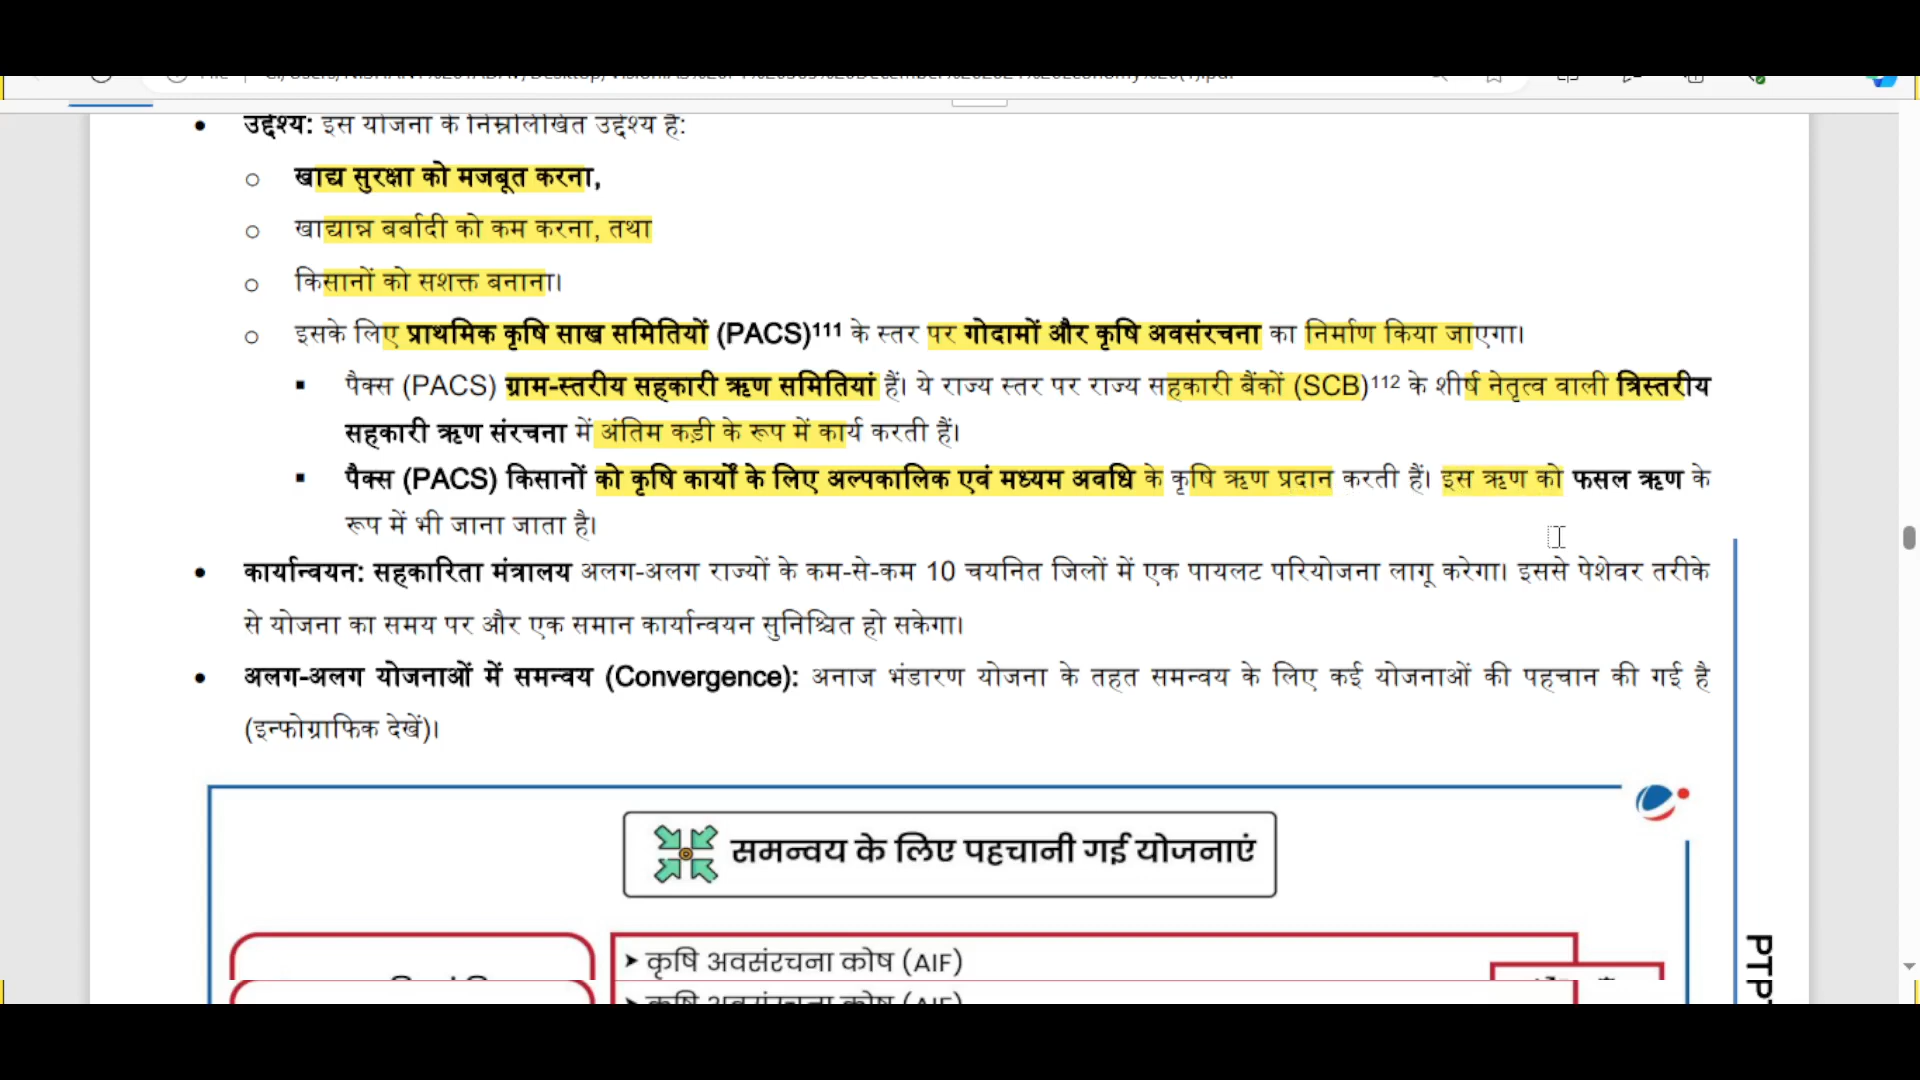 उद्देश्य: इस योजना के निम्नलिखित उद्देश्य हैं:
खाद्य सुरक्षा को मजबूत करना,
खाद्यान्न बर्बादी को कम करना, तथा
किसानों को सशक्त बनाना।
इसके लिए प्राथमिक कृषि साख समितियों (PACS)¹¹¹ के स्तर पर गोदामों और कृषि अवसंरचना का निर्माण किया जाएगा।
पैक्स (PACS) ग्राम-स्तरीय सहकारी ऋण समितियां हैं। ये राज्य स्तर पर राज्य सहकारी बैंकों (SCB)¹¹² के शीर्ष नेतृत्व वाली त्रिस्तरीय
सहकारी ऋण संरचना में अंतिम कड़ी के रूप में कार्य करती हैं।
पैक्स (PACS) किसानों को कृषि कार्यों के लिए अल्पकालिक एवं मध्यम अवधि के कृषि ऋण प्रदान करती हैं। इस ऋण को फसल ऋण के
रूप में भी जाना जाता है।
कार्यान्वयन: सहकारिता मंत्रालय अलग-अलग राज्यों के कम-से-कम 10 चयनित जिलों में एक पायलट परियोजना लागू करेगा। इससे पेशेवर तरीके
से योजना का समय पर और एक समान कार्यान्वयन सुनिश्चित हो सकेगा।
अलग-अलग योजनाओं में समन्वय (Convergence): अनाज भंडारण योजना के तहत समन्वय के लिए कई योजनाओं की पहचान की गई है
(इन्फोग्राफिक देखें)।
समन्वय के लिए पहचानी गई योजनाएं
➤ कृषि अवसंरचना कोष (AIF)
PTP